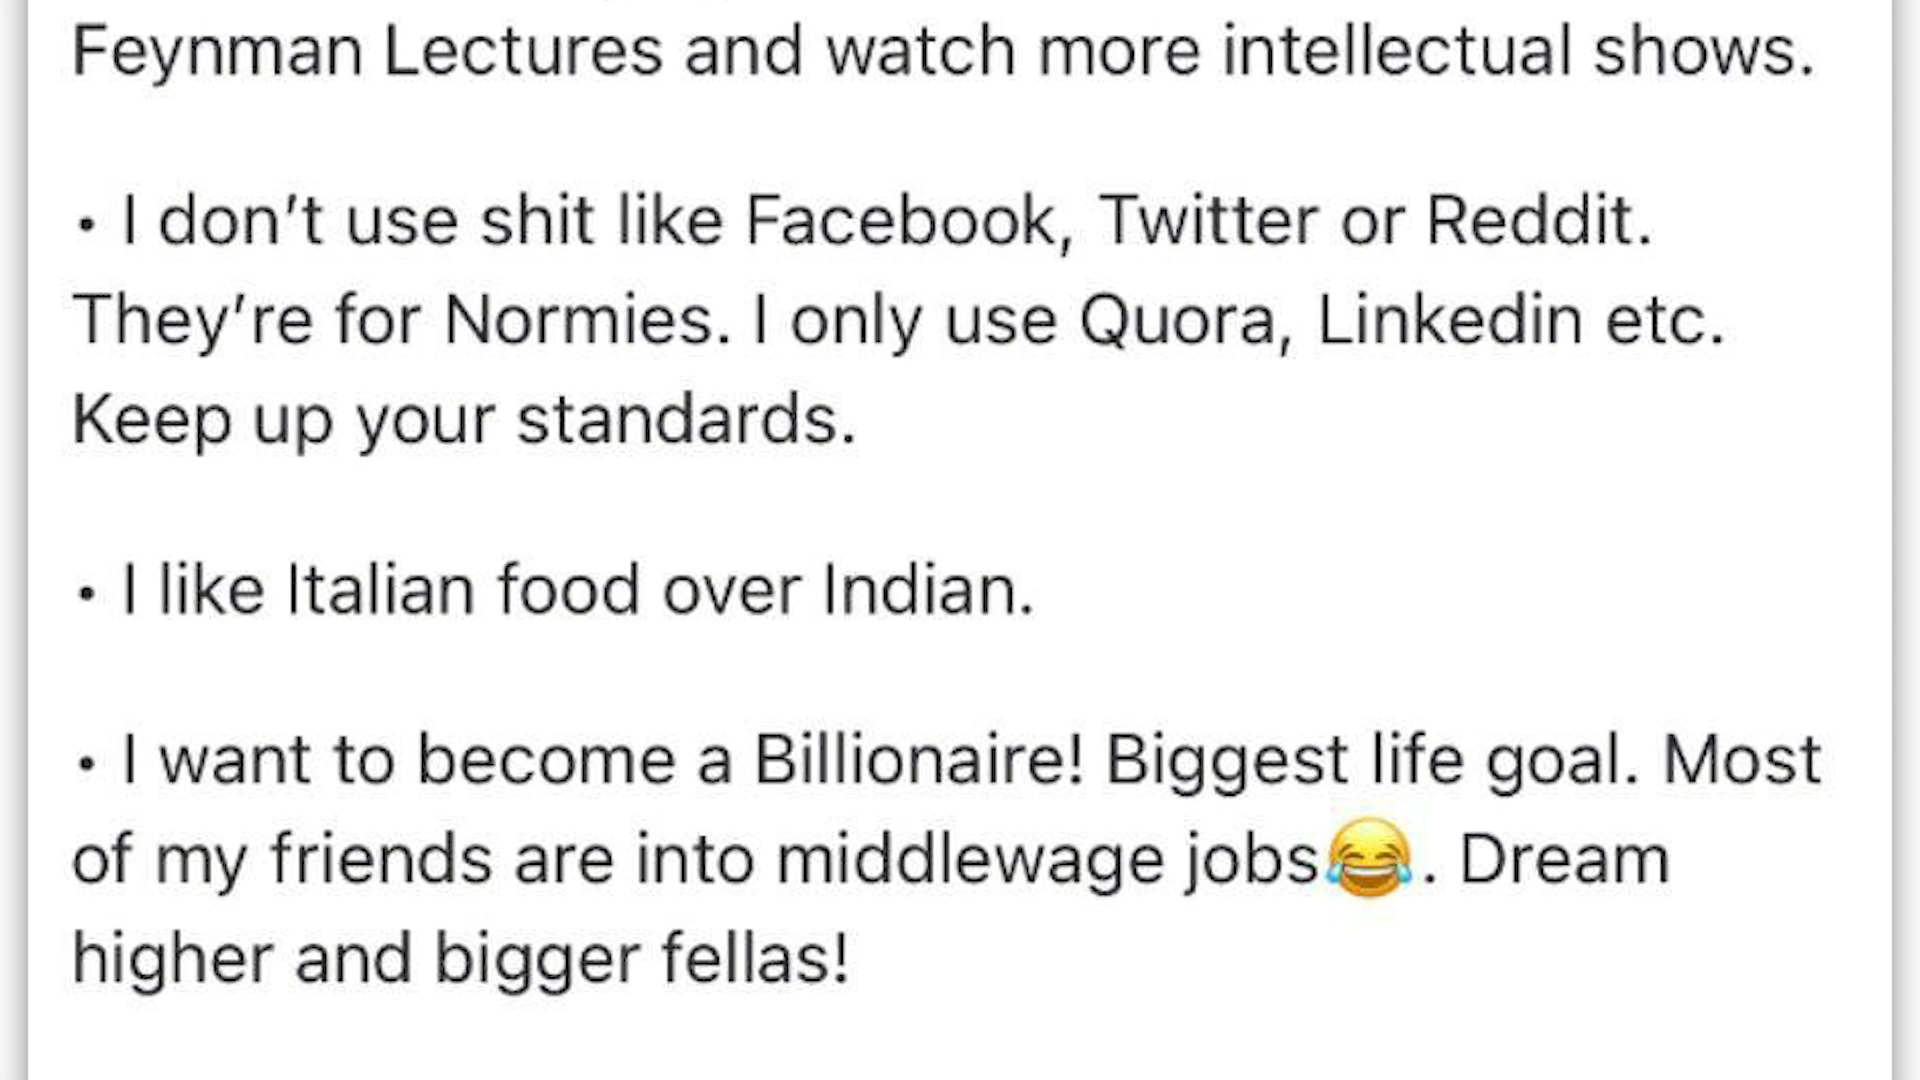 Feynman Lectures and watch more intellectual shows.
• I don’t use shit like Facebook, Twitter or Reddit.
They’re for Normies. I only use Quora, Linkedin etc.
Keep up your standards.
• I like Italian food over Indian.
• I want to become a Billionaire! Biggest life goal. Most
of my friends are into middlewage jobs😂. Dream
higher and bigger fellas!